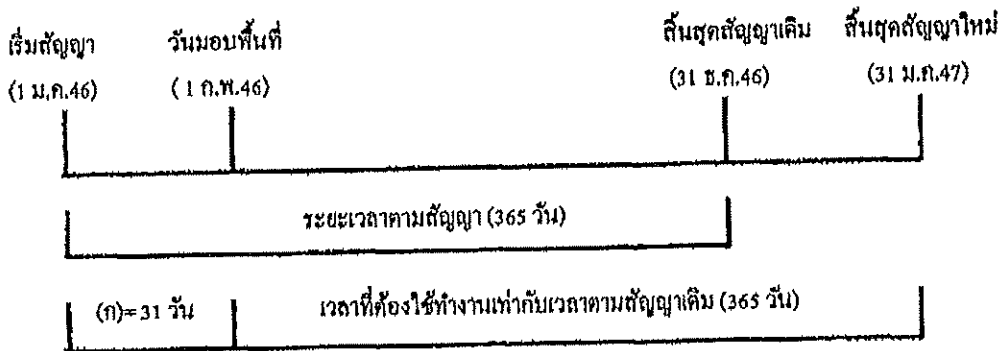 เริ่มสัญญา วันมอบพื้นที่ สิ้นสุดสัญญาเดิม สิ้นสุดสัญญาใหม่
(1 ม.ค.46) (1 ก.พ.46) (31 ธ.ค.46) (31 ม.ค.47)
ระยะเวลาตามสัญญา (365 วัน)
(ก)=31 วัน เวลาที่ต้องใช้ทำงานเท่ากับเวลาตามสัญญาเดิม (365 วัน)